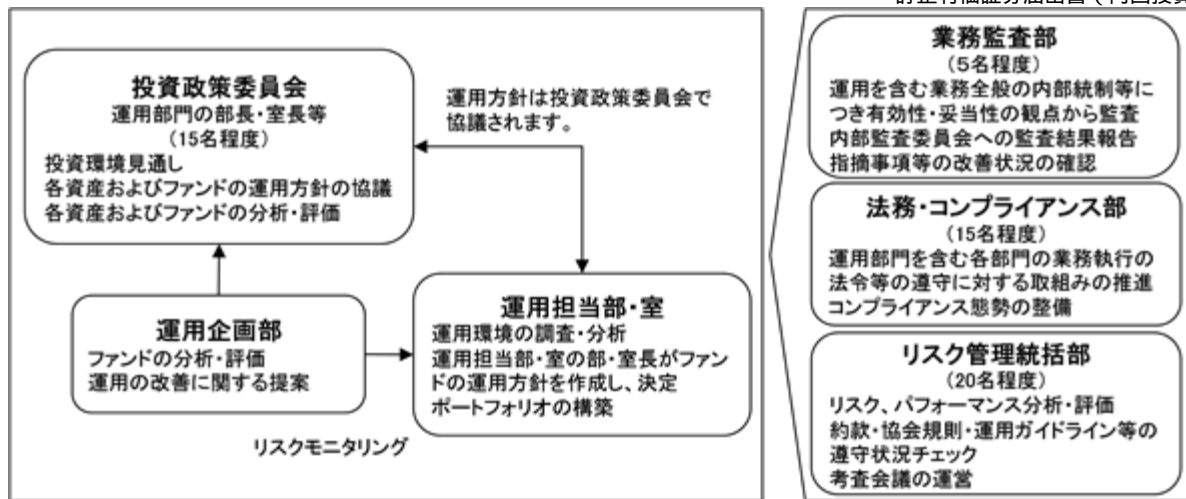 投資政策委員会
運用部門の部長・室長等
(15名程度)
投資環境見通し
各資産およびファンドの運用方針の協議
各資産およびファンドの分析・評価
運用方針は投資政策委員会で
協議されます。
運用企画部
ファンドの分析・評価
運用の改善に関する提案
運用担当部・室
運用環境の調査・分析
運用担当部・室の部・室長がファン
ドの運用方針を作成し、決定
ポートフォリオの構築
リスクモニタリング
業務監査部
(5名程度)
運用を含む業務全般の内部統制等に
つき有効性・妥当性の観点から監査
内部監査委員会への監査結果報告
指摘事項等の改善状況の確認
法務・コンプライアンス部
(15名程度)
運用部門を含む各部門の業務執行の
法令等の遵守に対する取組みの推進
コンプライアンス態勢の整備
リスク管理統括部
(20名程度)
リスク、パフォーマンス分析・評価
約款・協会規則・運用ガイドライン等の
遵守状況チェック
考査会議の運営